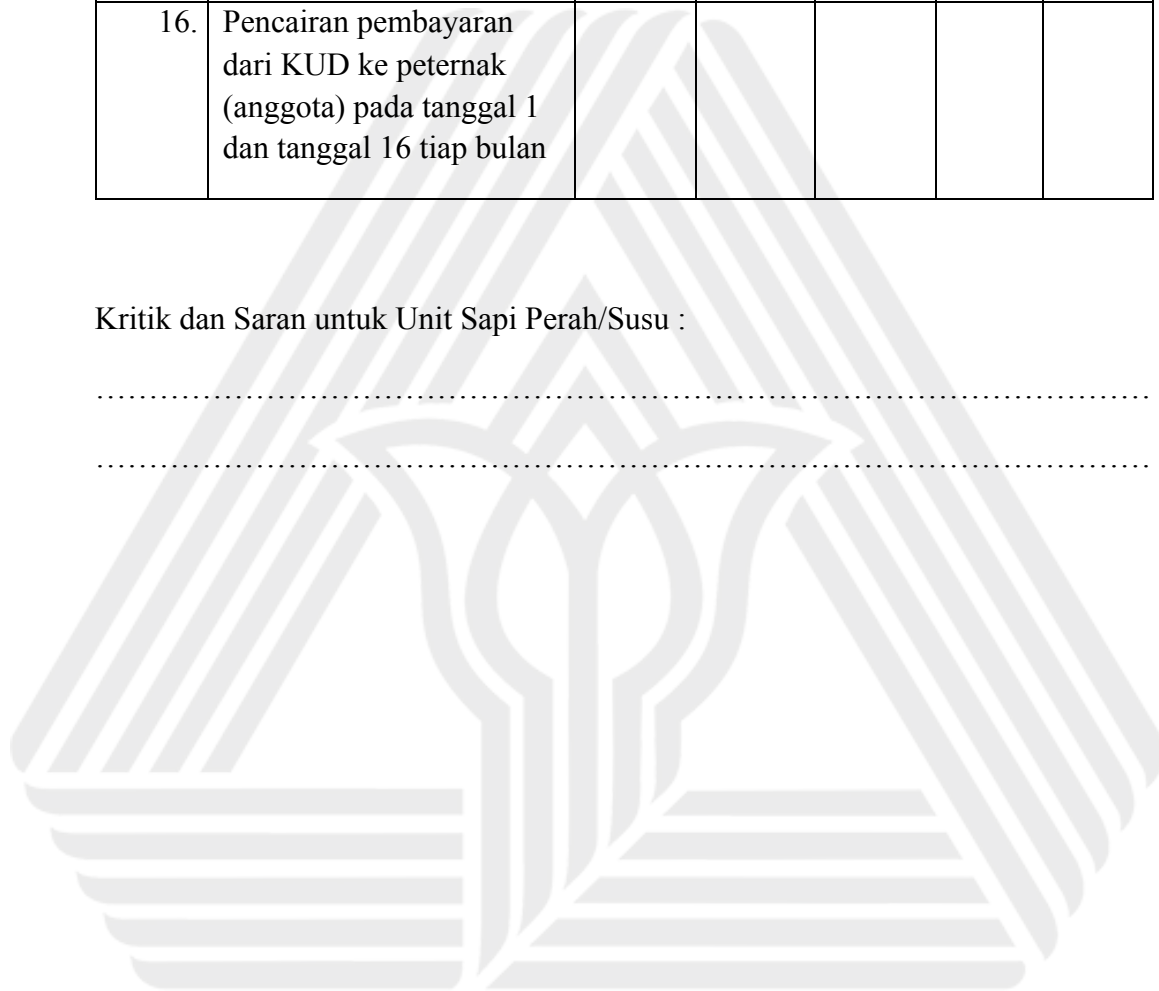 16. Pencairan pembayaran
dari KUD ke peternak
(anggota) pada tanggal 1
dan tanggal 16 tiap bulan
Kritik dan Saran untuk Unit Sapi Perah/Susu :
……………………………………………………………………………………
……………………………………………………………………………………